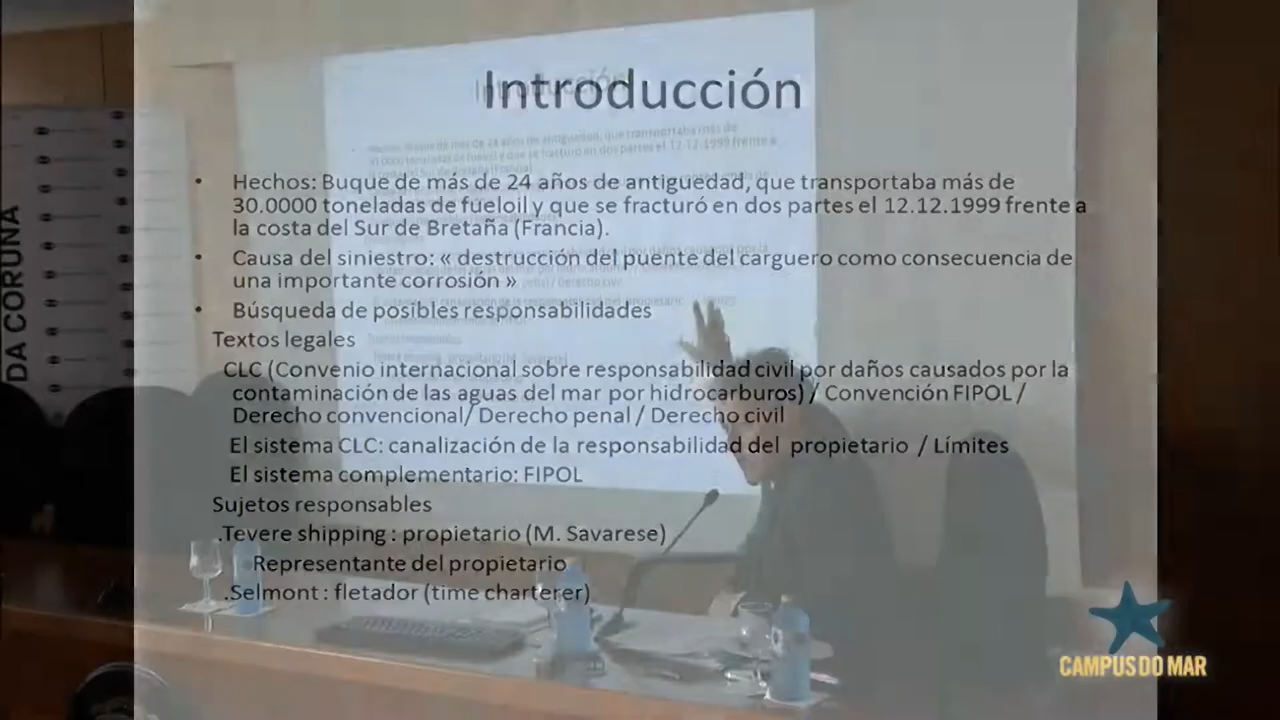 Introducción
• Hechos: Buque de más de 24 años de antiguedad, que transportaba más de
30.0000 toneladas de fueloil y que se fracturó en dos partes el 12.12.1999 frente a
la costa del Sur de Bretaña (Francia).
• Causa del siniestro: « destrucción del puente del carguero como consecuencia de
una importante corrosión »
• Búsqueda de posibles responsabilidades
Textos legales
CLC (Convenio internacional sobre responsabilidad civil por daños causados por la
contaminación de las aguas del mar por hidrocarburos) / Convención FIPOL /
Derecho convencional/ Derecho penal / Derecho civil
El sistema CLC: canalización de la responsabilidad del propietario / Límites
El sistema complementario: FIPOL
Sujetos responsables
.Tevere shipping : propietario (M. Savarese)
Representante del propietario
.Selmont : fletador (time charterer)
DA CORUÑA
CAMPUS DO MAR